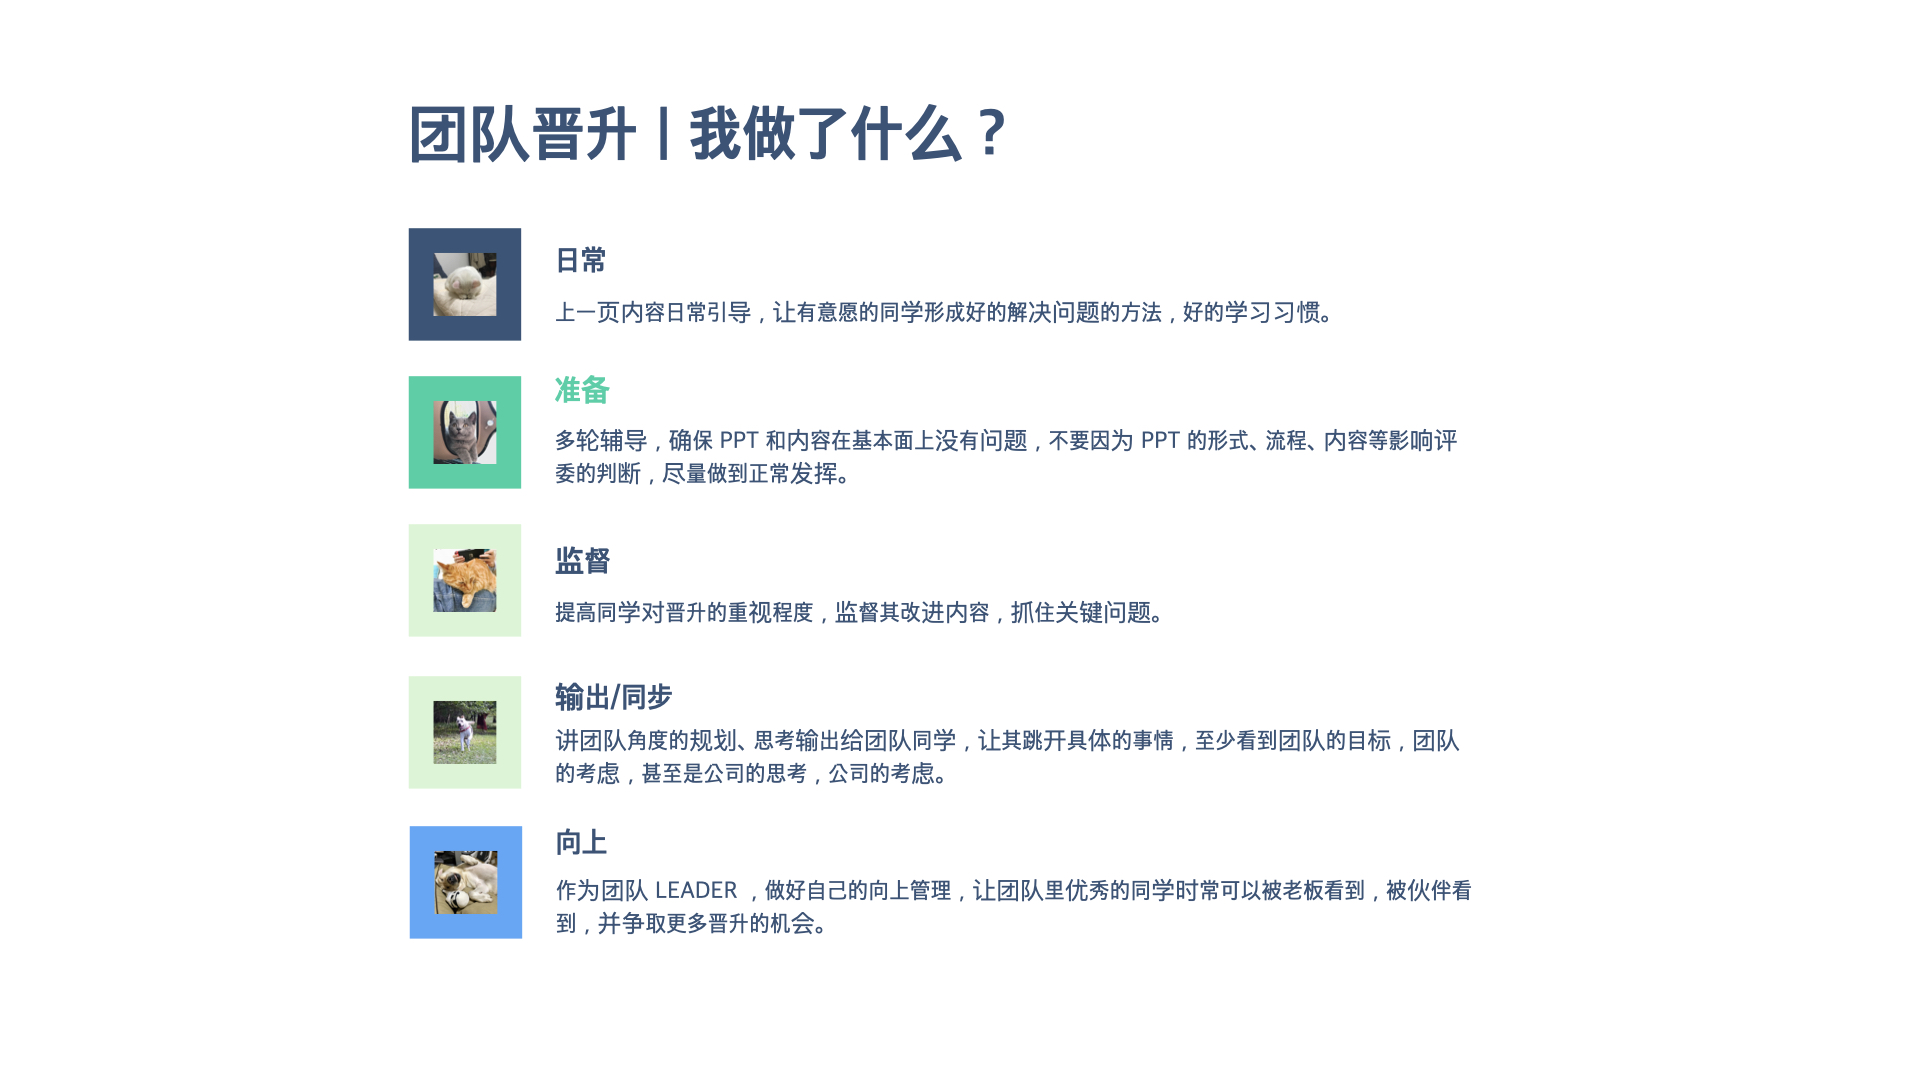 团队晋升 | 我做了什么？
日常
上一页内容日常引导，让有意愿的同学形成好的解决问题的方法，好的学习习惯。
准备
多轮辅导，确保 PPT 和内容在基本面上没有问题，不要因为 PPT 的形式、流程、内容等影响评
委的判断，尽量做到正常发挥。
监督
提高同学对晋升的重视程度，监督其改进内容，抓住关键问题。
输出/同步
讲团队角度的规划、思考输出给团队同学，让其跳开具体的事情，至少看到团队的目标，团队
的考虑，甚至是公司的思考，公司的考虑。
向上
作为团队 LEADER ，做好自己的向上管理，让团队里优秀的同学时常可以被老板看到，被伙伴看
到，并争取更多晋升的机会。